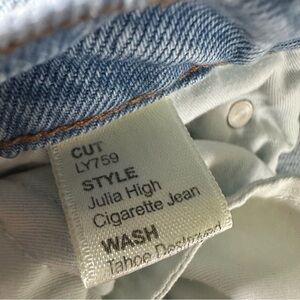 CUT
LY759
STYLE
Julia High
Cigarette Jean
WASH
Tahoe Destroyed